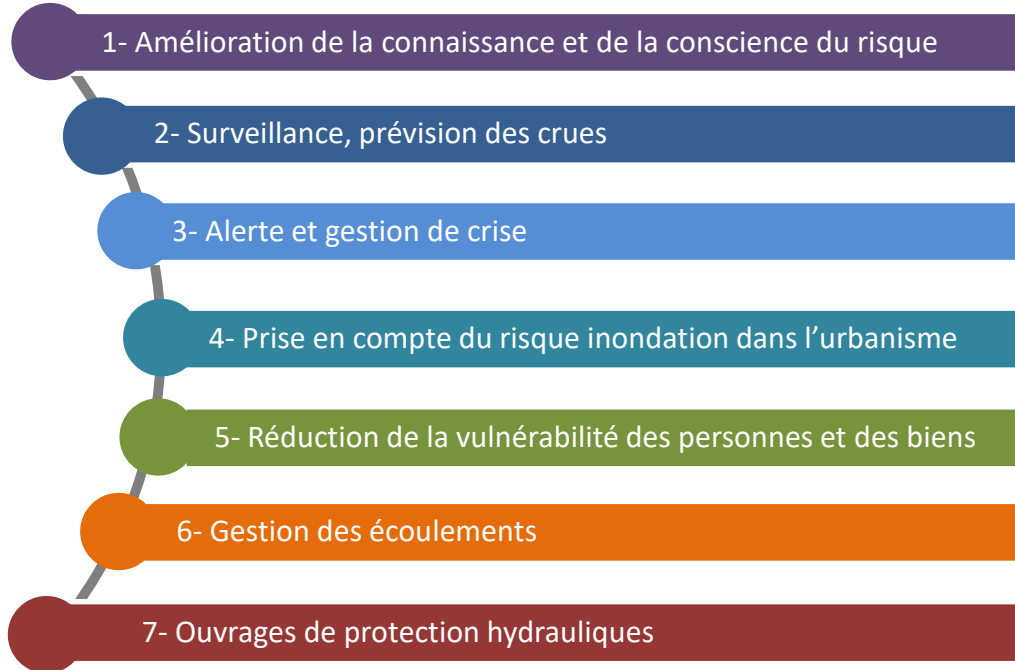 1- Amélioration de la connaissance et de la conscience du risque
2- Surveillance, prévision des crues
3- Alerte et gestion de crise
4- Prise en compte du risque inondation dans l’urbanisme
5- Réduction de la vulnérabilité des personnes et des biens
6- Gestion des écoulements
7- Ouvrages de protection hydrauliques